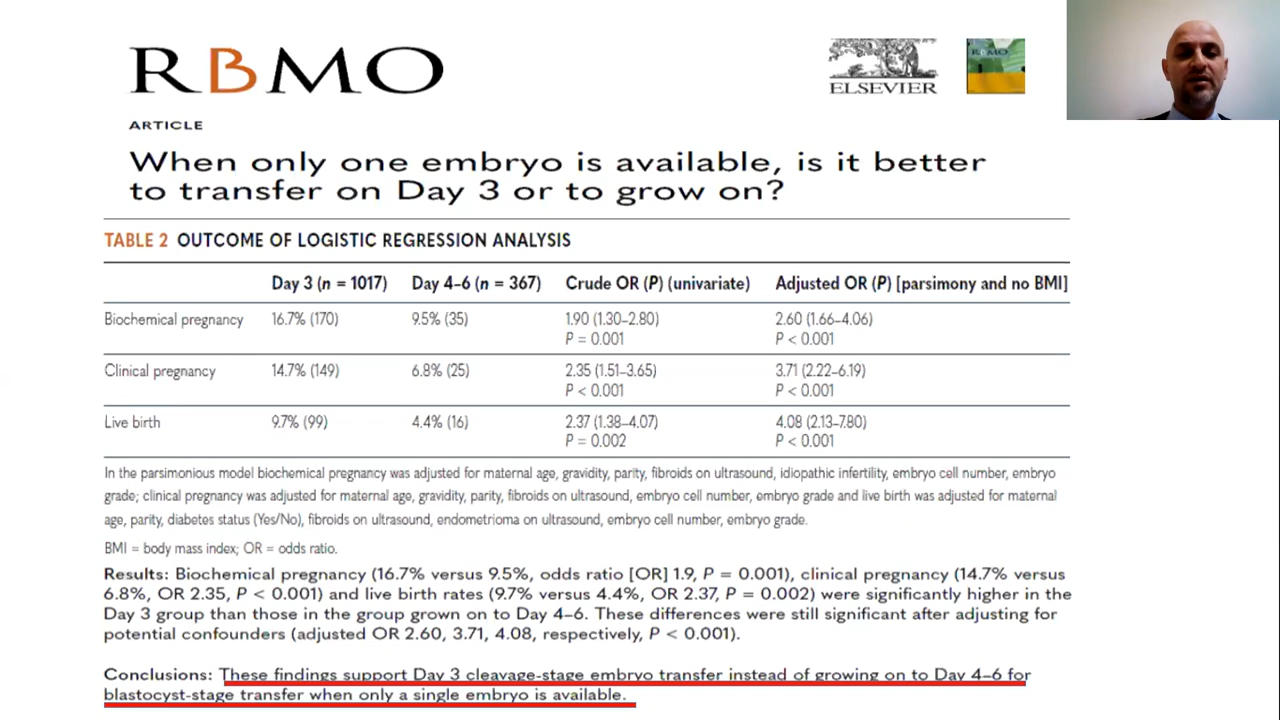 RBMO
ELSEVIER
RBMO
ARTICLE
When only one embryo is available, is it better
to transfer on Day 3 or to grow on?
TABLE 2 OUTCOME OF LOGISTIC REGRESSION ANALYSIS
Day 3 (n = 1017) Day 4–6 (n = 367) Crude OR (P) (univariate) Adjusted OR (P) [parsimony and no BMI]
Biochemical pregnancy 16.7% (170) 9.5% (35) 1.90 (1.30–2.80) 2.60 (1.66–4.06)
P = 0.001 P < 0.001
Clinical pregnancy 14.7% (149) 6.8% (25) 2.35 (1.51–3.65) 3.71 (2.22–6.19)
P < 0.001 P < 0.001
Live birth 9.7% (99) 4.4% (16) 2.37 (1.38–4.07) 4.08 (2.13–7.80)
P = 0.002 P < 0.001
In the parsimonious model biochemical pregnancy was adjusted for maternal age, gravidity, parity, fibroids on ultrasound, idiopathic infertility, embryo cell number, embryo
grade; clinical pregnancy was adjusted for maternal age, gravidity, parity, fibroids on ultrasound, embryo cell number, embryo grade and live birth was adjusted for maternal
age, parity, diabetes status (Yes/No), fibroids on ultrasound, endometrioma on ultrasound, embryo cell number, embryo grade.
BMI = body mass index; OR = odds ratio.
Results: Biochemical pregnancy (16.7% versus 9.5%, odds ratio [OR] 1.9, P = 0.001), clinical pregnancy (14.7% versus
6.8%, OR 2.35, P < 0.001) and live birth rates (9.7% versus 4.4%, OR 2.37, P = 0.002) were significantly higher in the
Day 3 group than those in the group grown on to Day 4–6. These differences were still significant after adjusting for
potential confounders (adjusted OR 2.60, 3.71, 4.08, respectively, P < 0.001).
Conclusions: These findings support Day 3 cleavage-stage embryo transfer instead of growing on to Day 4–6 for
blastocyst-stage transfer when only a single embryo is available.